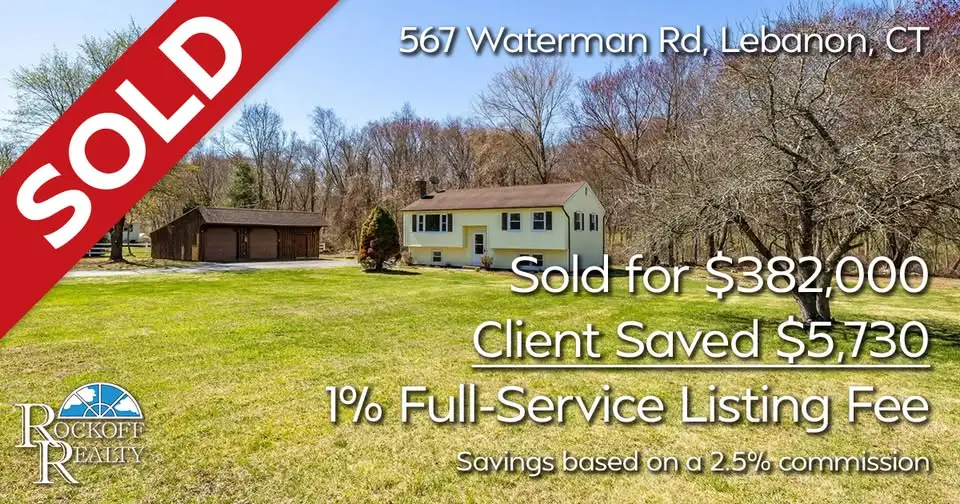 SOLD
567 Waterman Rd, Lebanon, CT
Sold for $382,000
Client Saved $5,730
1% Full-Service Listing Fee
Savings based on a 2.5% commission
ROCKOFF
REALTY